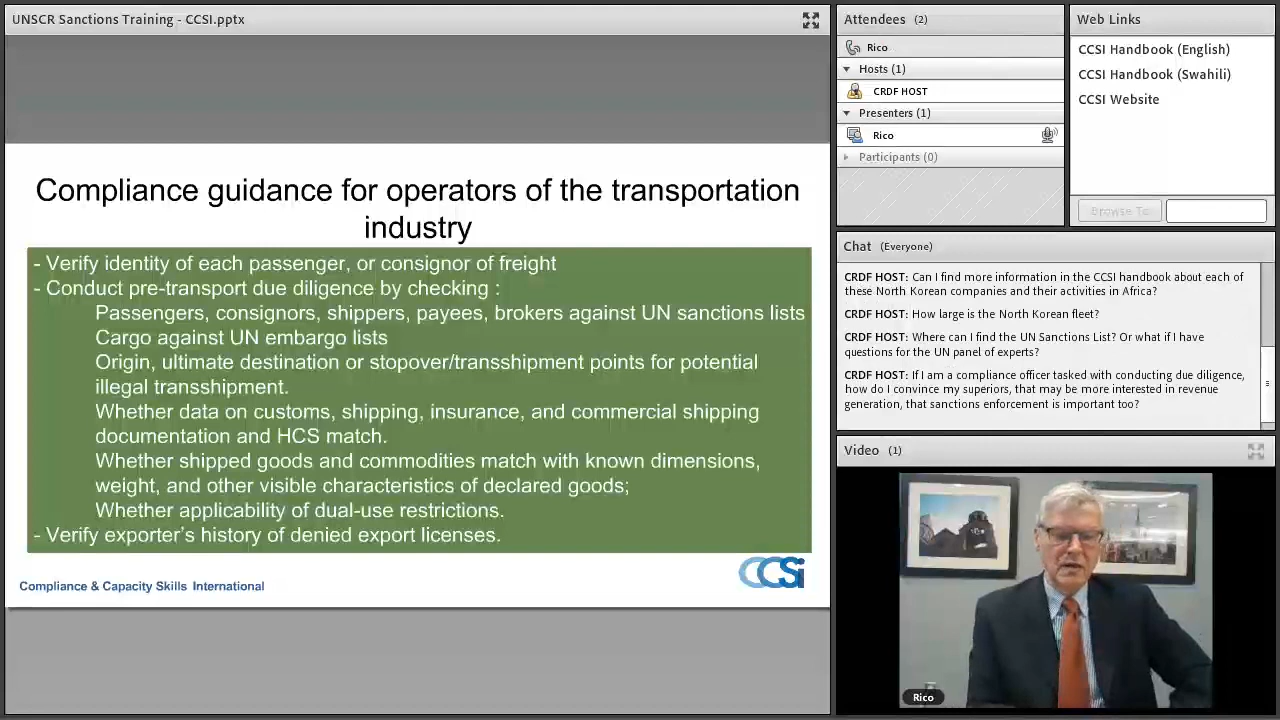 UNSCR Sanctions Training - CCSI.pptx
Compliance guidance for operators of the transportation
industry
- Verify identity of each passenger, or consignor of freight
- Conduct pre-transport due diligence by checking :
Passengers, consignors, shippers, payees, brokers against UN sanctions lists
Cargo against UN embargo lists
Origin, ultimate destination or stopover/transshipment points for potential
illegal transshipment.
Whether data on customs, shipping, insurance, and commercial shipping
documentation and HCS match.
Whether shipped goods and commodities match with known dimensions,
weight, and other visible characteristics of declared goods;
Whether applicability of dual-use restrictions.
- Verify exporter’s history of denied export licenses.
Compliance & Capacity Skills International
CCSi
Attendees (2)
Rico
Hosts (1)
CRDF HOST
Presenters (1)
Rico
Participants (0)
Web Links
CCSI Handbook (English)
CCSI Handbook (Swahili)
CCSI Website
Browse To
Chat (Everyone)
CRDF HOST: Can I find more information in the CCSI handbook about each of
these North Korean companies and their activities in Africa?
CRDF HOST: How large is the North Korean fleet?
CRDF HOST: Where can I find the UN Sanctions List? Or what if I have
questions for the UN panel of experts?
CRDF HOST: If I am a compliance officer tasked with conducting due diligence,
how do I convince my superiors, that may be more interested in revenue
generation, that sanctions enforcement is important too?
Video (1)
Rico